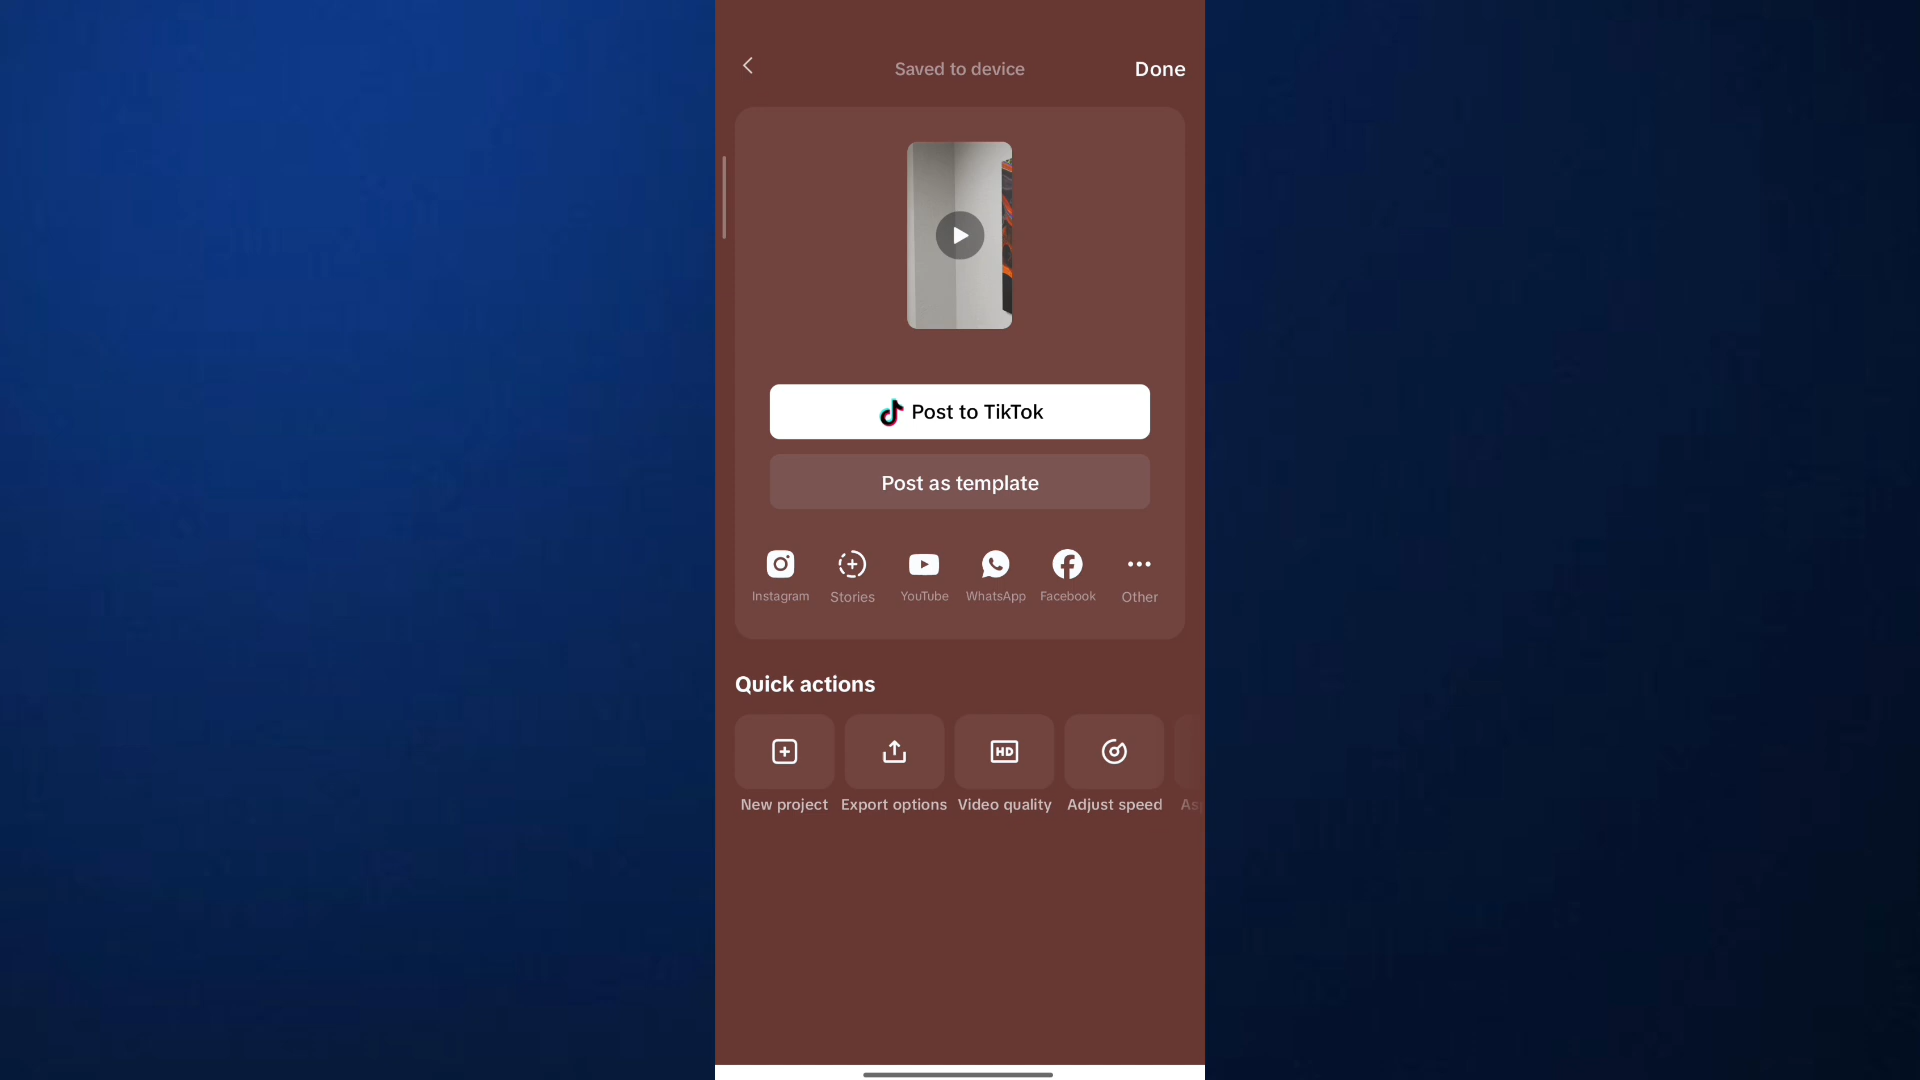 Saved to device
Done
Post to TikTok
Post as template
Instagram
Stories
YouTube
WhatsApp
Facebook
Other
Quick actions
HD
New project
Export options
Video quality
Adjust speed